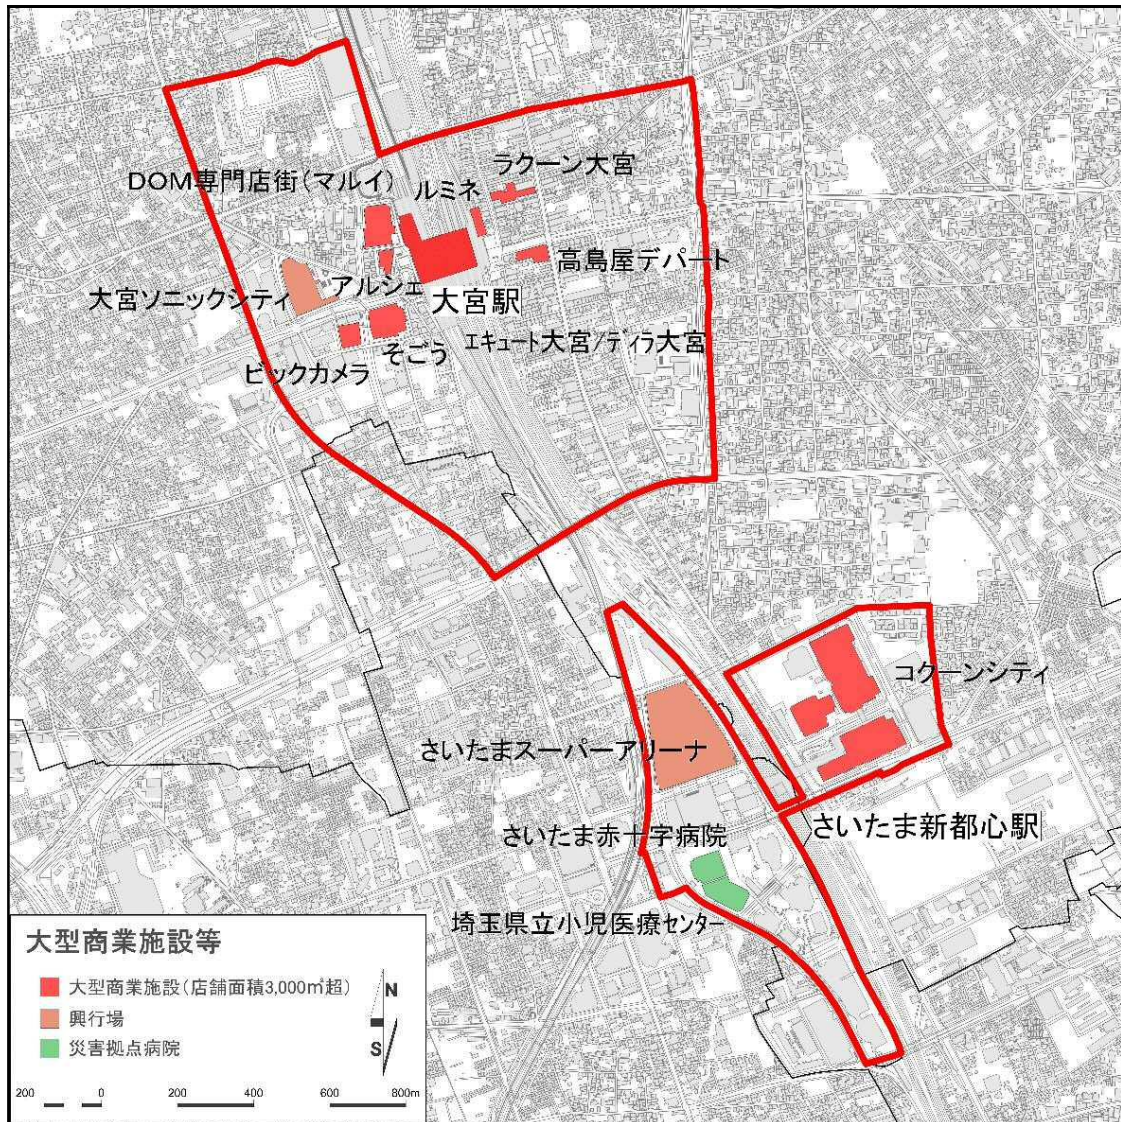 ラクーン大宮
DOM専門店街(マルイ)
ルミネ
高島屋デパート
大宮ソニックシティ
アルシェ
大宮駅
エキュート大宮/ディラ大宮
そごう
ビックカメラ
コクーンシティ
さいたまスーパーアリーナ
さいたま新都心駅
さいたま赤十字病院
埼玉県立小児医療センター
大型商業施設等
大型商業施設(店舗面積3,000㎡超)
興行場
災害拠点病院
N
S
200 0 200 400 600 800m